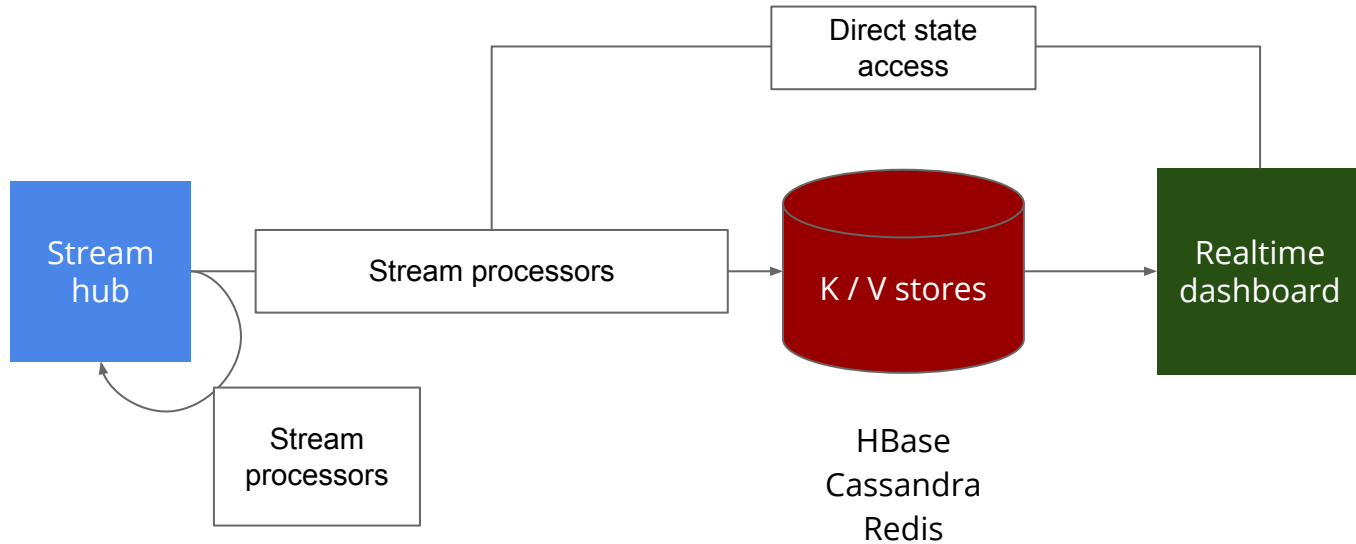 Direct state
access
Stream
hub
Stream processors
K / V stores
Realtime
dashboard
Stream
processors
HBase
Cassandra
Redis